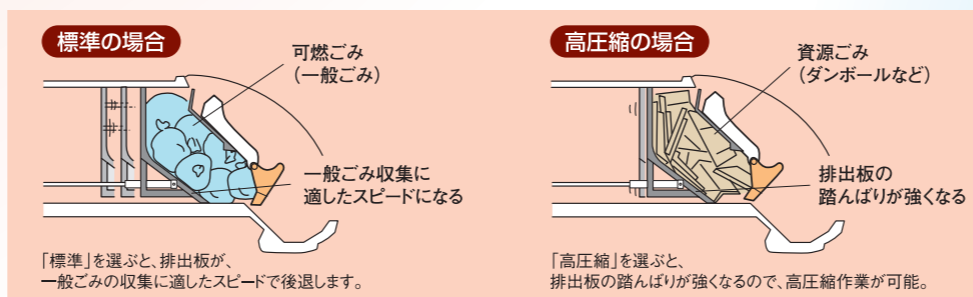 標準の場合
可燃ごみ
（一般ごみ）
一般ごみ収集に
適したスピードになる
「標準」を選ぶと、排出板が、
一般ごみの収集に適したスピードで後退します。
高圧縮の場合
資源ごみ
（ダンボールなど）
排出板の
踏んばりが強くなる
「高圧縮」を選ぶと、
排出板の踏んばりが強くなるので、高圧縮作業が可能。